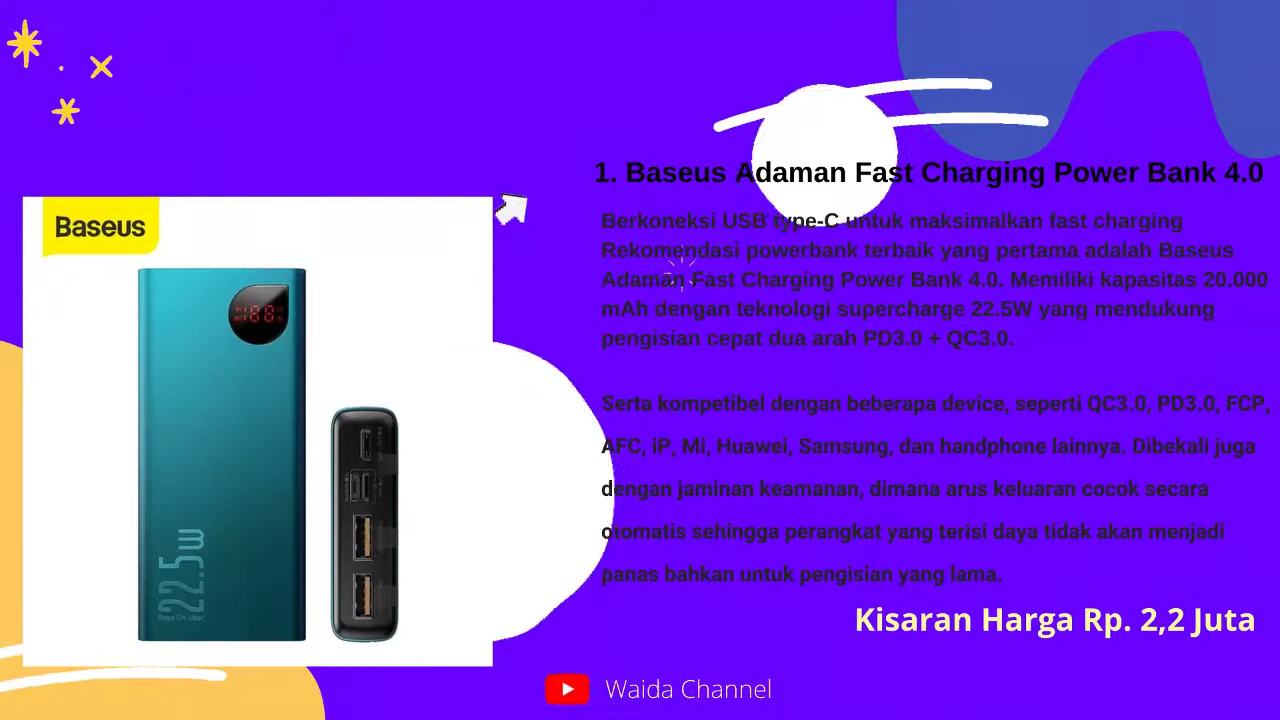 1. Baseus Adaman Fast Charging Power Bank 4.0
Baseus
Berkoneksi USB type-C untuk maksimalkan fast charging
Rekomendasi powerbank terbaik yang pertama adalah Baseus
Adaman Fast Charging Power Bank 4.0. Memiliki kapasitas 20.000
mAh dengan teknologi supercharge 22.5W yang mendukung
pengisian cepat dua arah PD3.0 + QC3.0.
Serta kompetibel dengan beberapa device, seperti QC3.0, PD3.0, FCP,
AFC, iP, Mi, Huawei, Samsung, dan handphone lainnya. Dibekali juga
dengan jaminan keamanan, dimana arus keluaran cocok secara
otomatis sehingga perangkat yang terisi daya tidak akan menjadi
panas bahkan untuk pengisian yang lama.
22.5W
Kisaran Harga Rp. 2,2 Juta
Waida Channel